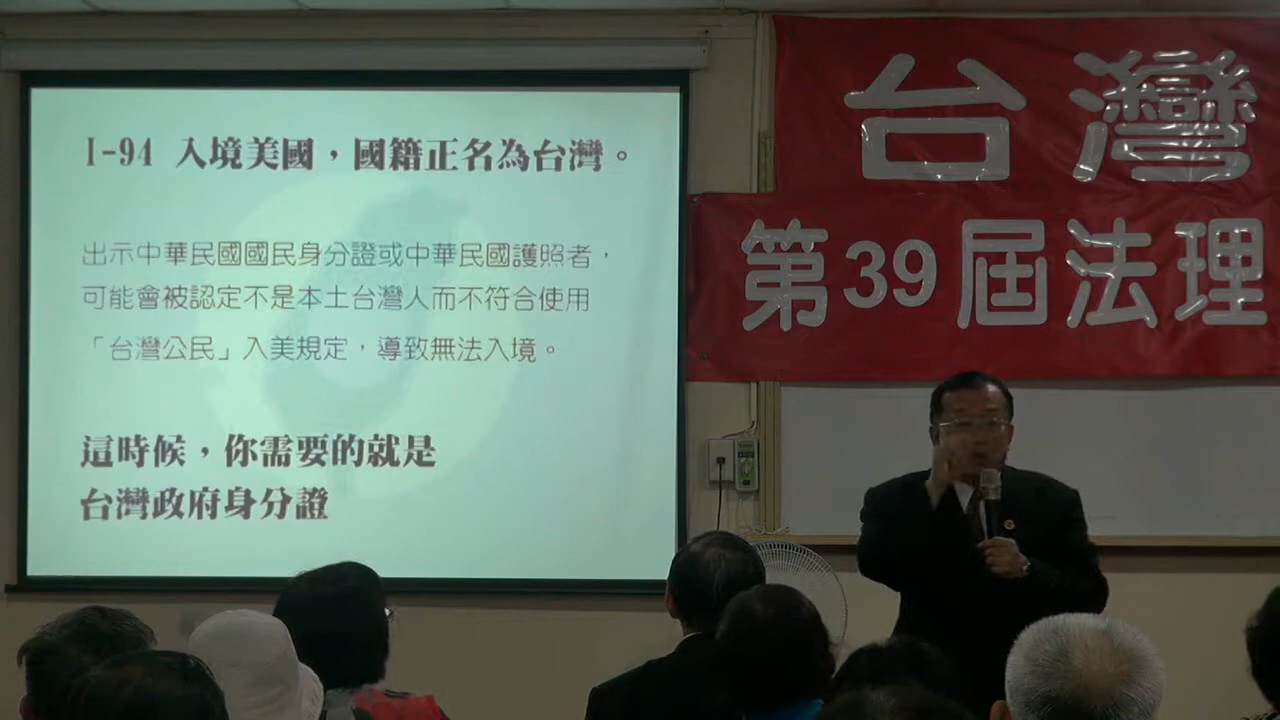 I-94 入境美國，國籍正名為台灣。
出示中華民國國民身分證或中華民國護照者，
可能會被認定不是本土台灣人而不符合使用
「台灣公民」入美規定，導致無法入境。
這時候，你需要的就是
台灣政府身分證
台灣
第39屆法理